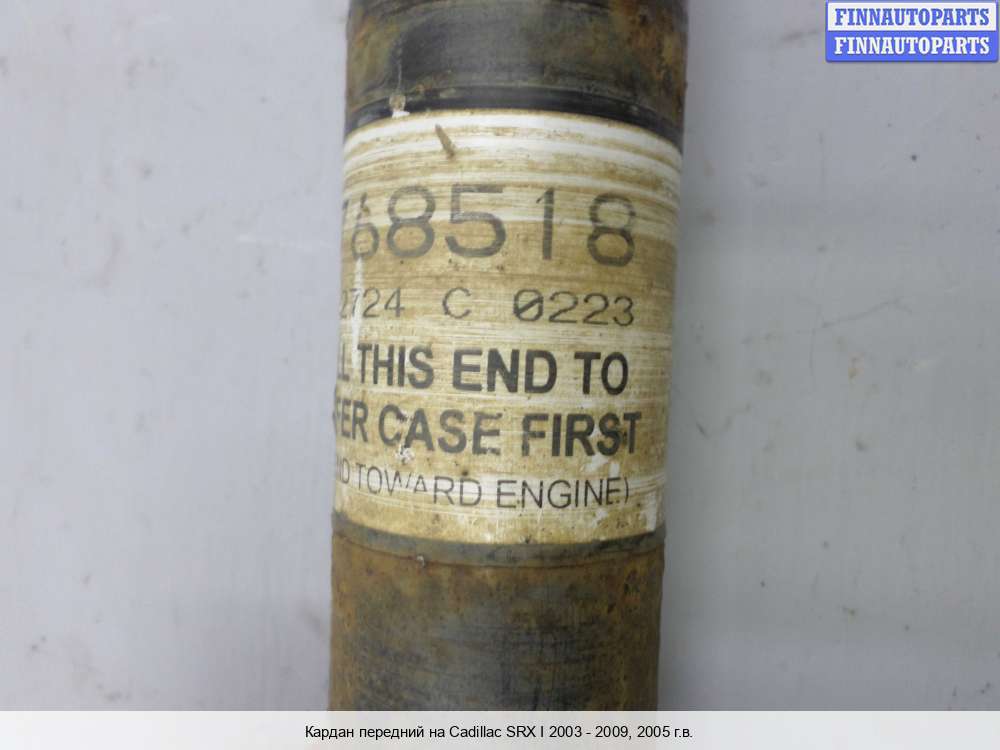 FINNAUTOPARTS
FINNAUTOPARTS
68518
2724 C 0223
THIS END TO
CASE FIRST
TOWARD ENGINE)
Кардан передний на Cadillac SRX I 2003 - 2009, 2005 г.в.